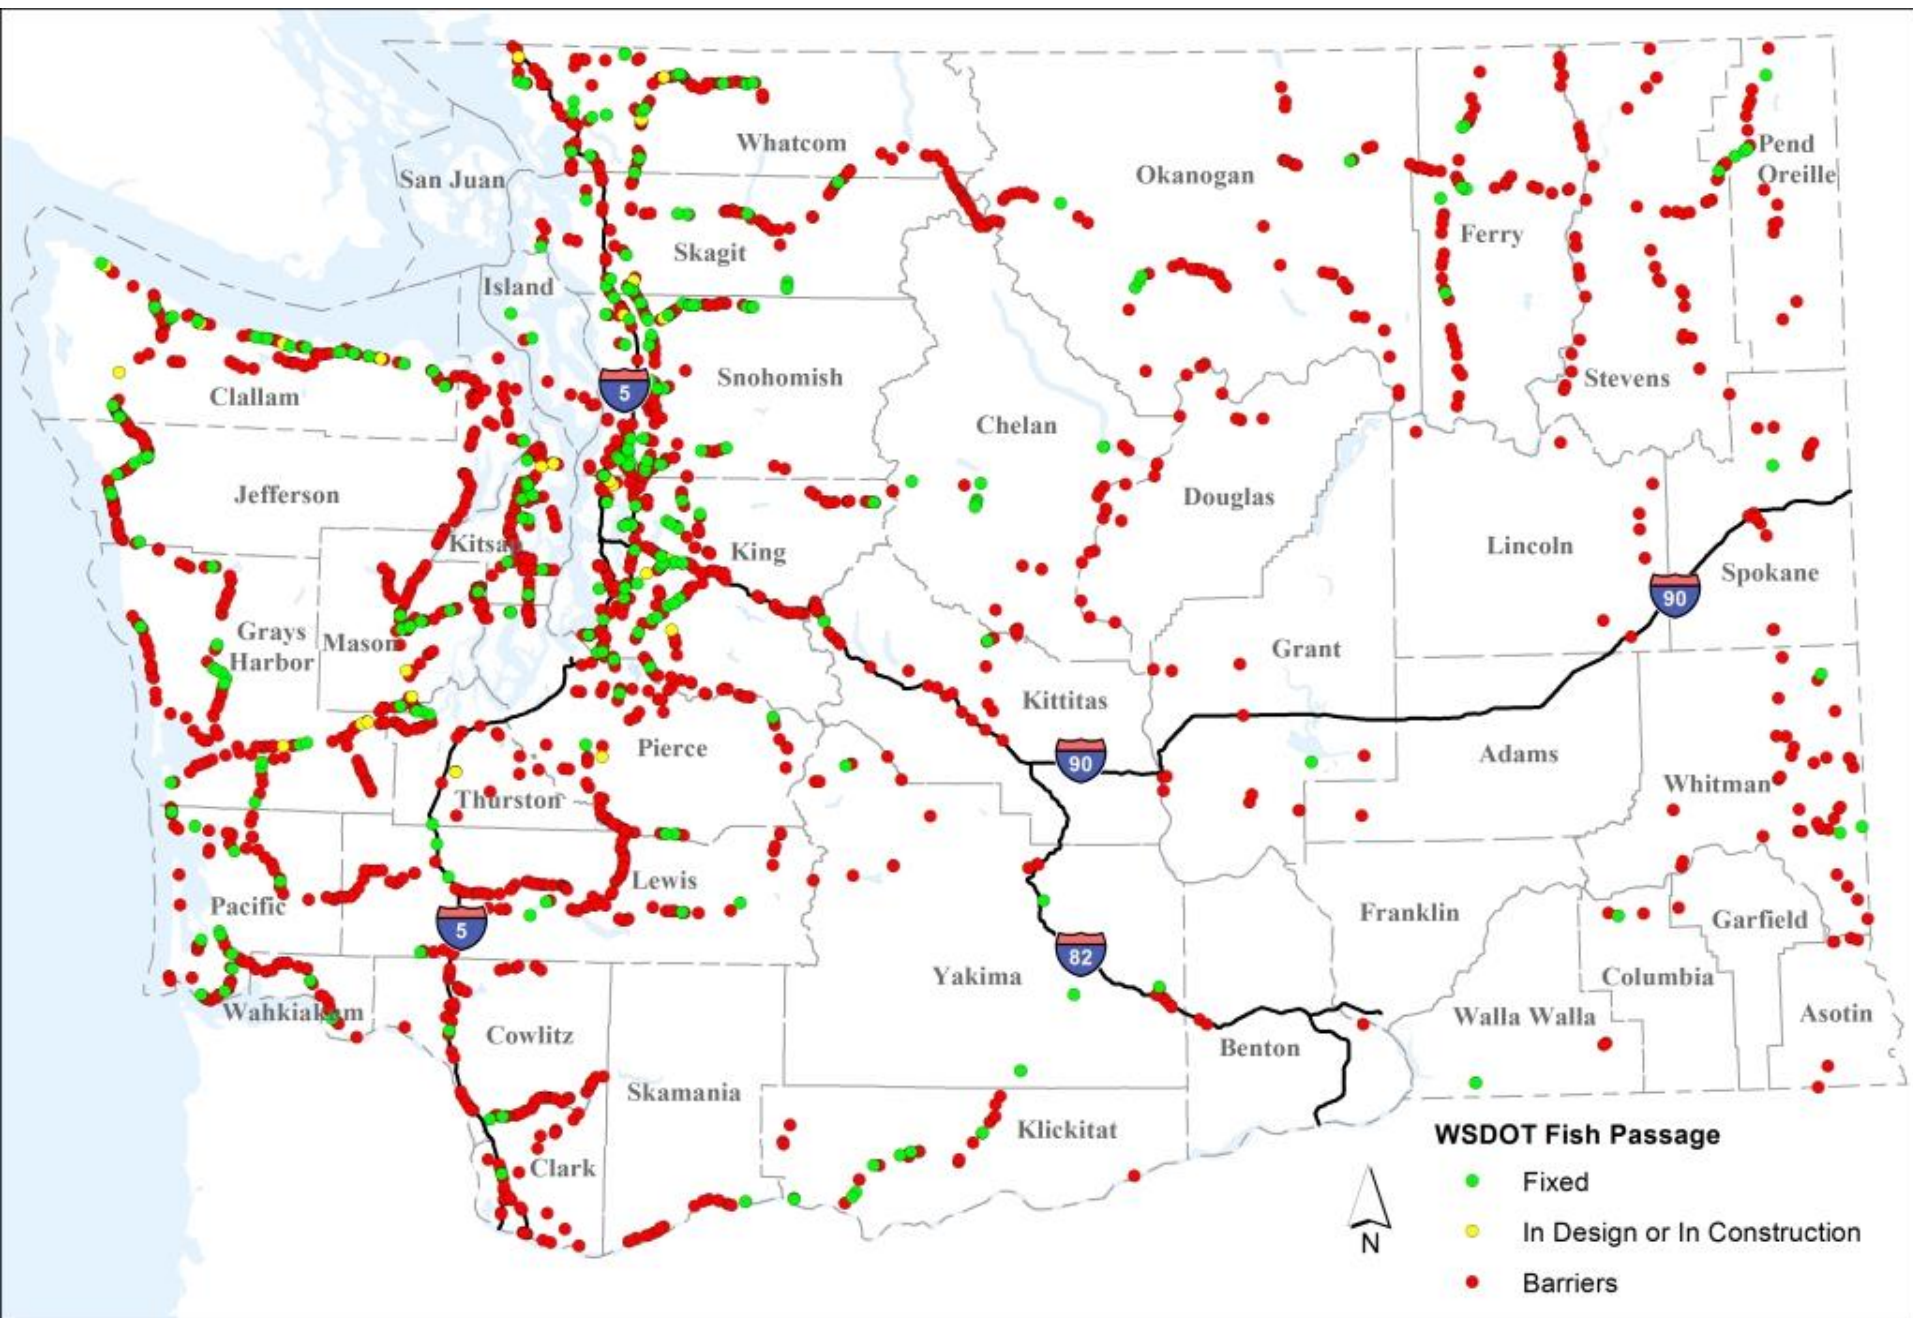 Whatcom
San Juan
Okanogan
Pend
Oreille
Ferry
Skagit
Island
Snohomish
5
Stevens
Clallam
Chelan
Jefferson
Douglas
Kitsap
King
Lincoln
Spokane
90
Grays
Harbor
Mason
Grant
Kittitas
Pierce
90
Adams
Whitman
Thurston
Lewis
Pacific
5
Franklin
Garfield
82
Yakima
Columbia
Wahkiakum
Walla Walla
Asotin
Cowlitz
Benton
Skamania
Klickitat
Clark
WSDOT Fish Passage
Fixed
In Design or In Construction
Barriers
N